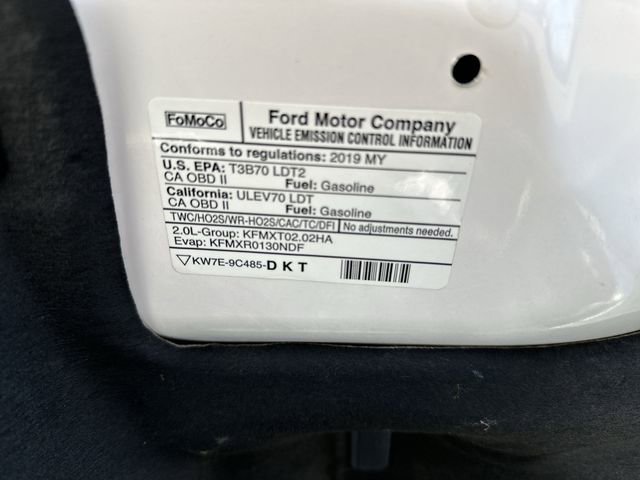 FoMoCo
Ford Motor Company
VEHICLE EMISSION CONTROL INFORMATION
Conforms to regulations: 2019 MY
U.S. EPA: T3B70 LDT2
CA OBD II Fuel: Gasoline
California: ULEV70 LDT
CA OBD II Fuel: Gasoline
TWC/HO2S/WR-HO2S/CAC/TC/DFI No adjustments needed.
2.0L-Group: KFMXT02.02HA
Evap: KFMXR0130NDF
KW7E-9C485-DKT